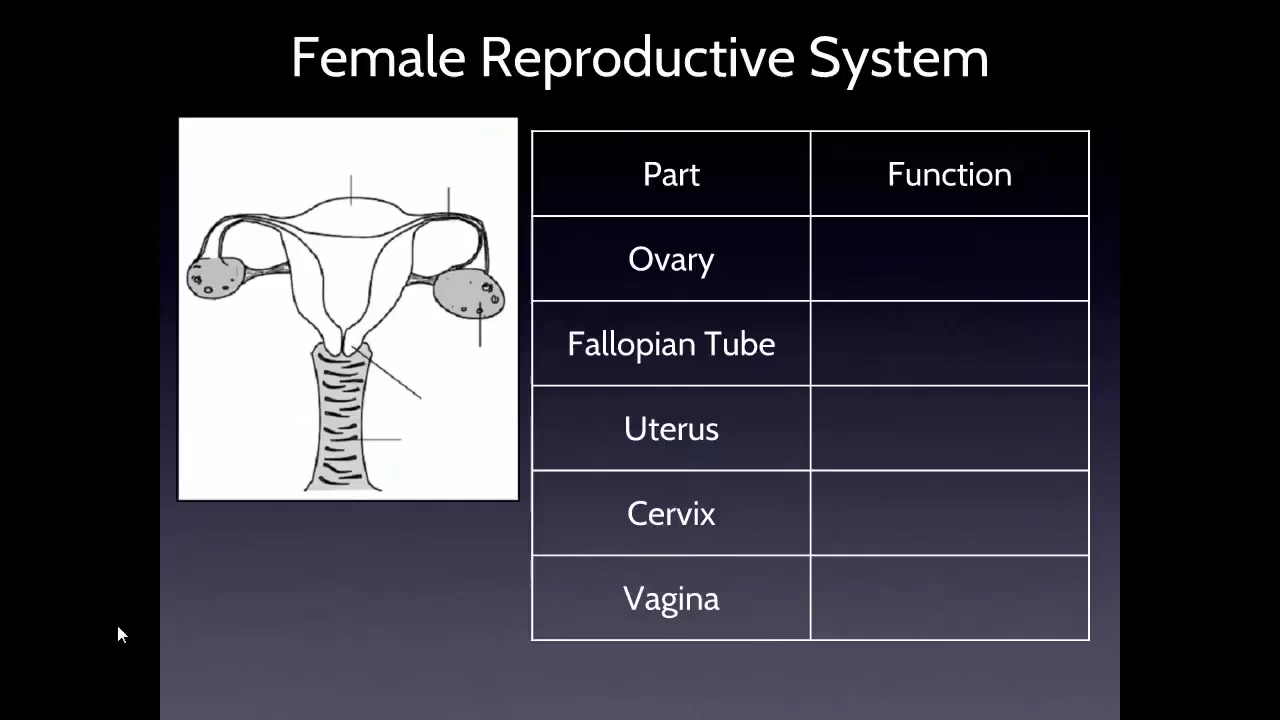 Female Reproductive System
Part Function
Ovary
Fallopian Tube
Uterus
Cervix
Vagina